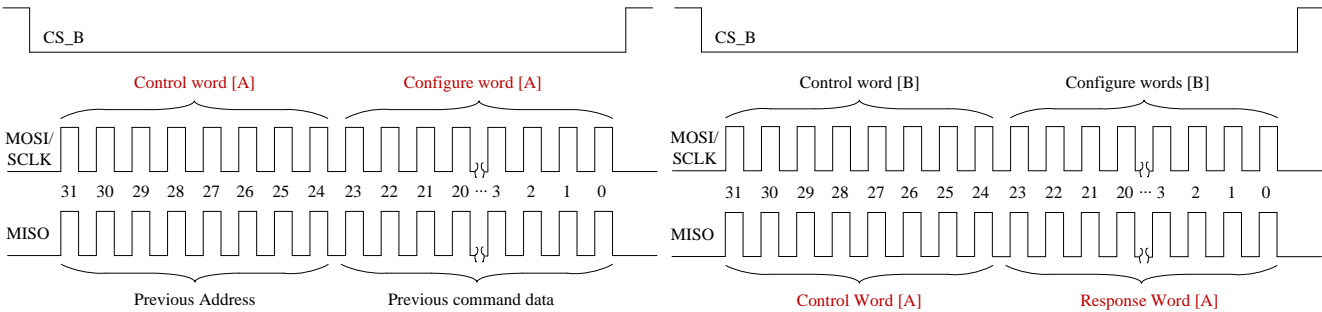 CS_B
Control word [A] Configure word [A]
MOSI/
SCLK
31 30 29 28 27 26 25 24 23 22 21 20 ··· 3 2 1 0
MISO
Previous Address Previous command data
CS_B
Control word [B] Configure words [B]
MOSI/
SCLK
31 30 29 28 27 26 25 24 23 22 21 20 ··· 3 2 1 0
MISO
Control Word [A] Response Word [A]